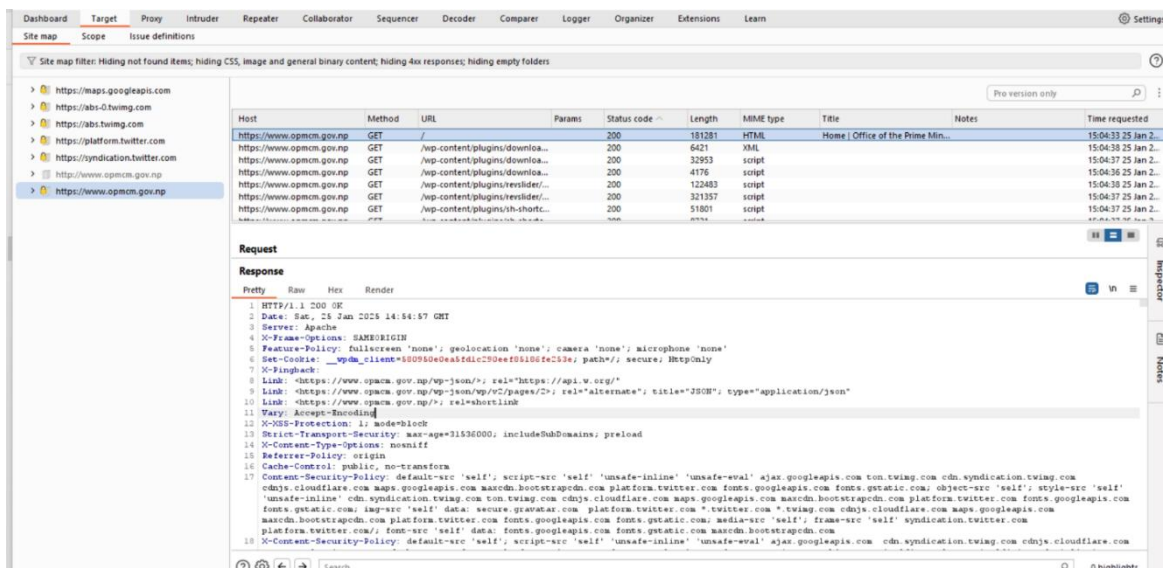 Dashboard Target Proxy Intruder Repeater Collaborator Sequencer Decoder Comparer Logger Organizer Extensions Learn Settings
Site map Scope Issue definitions
Site map filter: Hiding not found items; hiding CSS, image and general binary content; hiding 4xx responses; hiding empty folders
https://maps.googleapis.com
https://abs-0.twimg.com
https://abs.twimg.com
https://platform.twitter.com
https://syndication.twitter.com
http://www.opmcm.gov.np
https://www.opmcm.gov.np
Pro version only
Host Method URL Params Status code Length MIME type Title Notes Time requested
https://www.opmcm.gov.np GET / 200 181281 HTML Home | Office of the Prime Min... 15:04:33 25 Jan 2...
https://www.opmcm.gov.np GET /wp-content/plugins/downloa... 200 6421 XML 15:04:38 25 Jan 2...
https://www.opmcm.gov.np GET /wp-content/plugins/downloa... 200 32953 script 15:04:37 25 Jan 2...
https://www.opmcm.gov.np GET /wp-content/plugins/downloa... 200 4176 script 15:04:36 25 Jan 2...
https://www.opmcm.gov.np GET /wp-content/plugins/revslider/... 200 122483 script 15:04:38 25 Jan 2...
https://www.opmcm.gov.np GET /wp-content/plugins/revslider/... 200 321357 script 15:04:37 25 Jan 2...
https://www.opmcm.gov.np GET /wp-content/plugins/sh-shortc... 200 51801 script 15:04:37 25 Jan 2...
Request
Response
Pretty Raw Hex Render
\n
Inspector
Notes
1 HTTP/1.1 200 OK
2 Date: Sat, 25 Jan 2025 14:54:57 GMT
3 Server: Apache
4 X-Frame-Options: SAMEORIGIN
5 Feature-Policy: fullscreen 'none'; geolocation 'none'; camera 'none'; microphone 'none'
6 Set-Cookie: path=/; secure; HttpOnly
7 X-Pingback:
8 Link: <https://www.opmcm.gov.np/wp-json/>; rel="https://api.w.org/"
9 Link: <https://www.opmcm.gov.np/wp-json/wp/v2/pages/2>; rel="alternate"; title="JSON"; type="application/json"
10 Link: <https://www.opmcm.gov.np/>; rel=shortlink
11 Vary: Accept-Encoding
12 X-XSS-Protection: 1; mode=block
13 Strict-Transport-Security: max-age=31536000; includeSubDomains; preload
14 X-Content-Type-Options: nosniff
15 Referrer-Policy: origin
16 Cache-Control: public, no-transform
17 Content-Security-Policy: default-src 'self'; script-src 'self' 'unsafe-inline' 'unsafe-eval' ajax.googleapis.com ton.twimg.com cdn.syndication.twimg.com
cdnjs.cloudflare.com maps.googleapis.com maxcdn.bootstrapcdn.com platform.twitter.com fonts.googleapis.com fonts.gstatic.com; object-src 'self'; style-src 'self'
'unsafe-inline' cdn.syndication.twimg.com ton.twimg.com cdnjs.cloudflare.com maps.googleapis.com maxcdn.bootstrapcdn.com platform.twitter.com fonts.googleapis.com
fonts.gstatic.com; img-src 'self' data: secure.gravatar.com platform.twitter.com *.twitter.com *.twimg.com cdnjs.cloudflare.com maps.googleapis.com
maxcdn.bootstrapcdn.com platform.twitter.com fonts.googleapis.com fonts.gstatic.com; media-src 'self'; frame-src 'self' syndication.twitter.com
platform.twitter.com/; font-src 'self' data: fonts.googleapis.com fonts.gstatic.com maxcdn.bootstrapcdn.com
18 X-Content-Security-Policy: default-src 'self'; script-src 'self' 'unsafe-inline' 'unsafe-eval' ajax.googleapis.com cdn.syndication.twimg.com cdnjs.cloudflare.com
Search 0 highlights